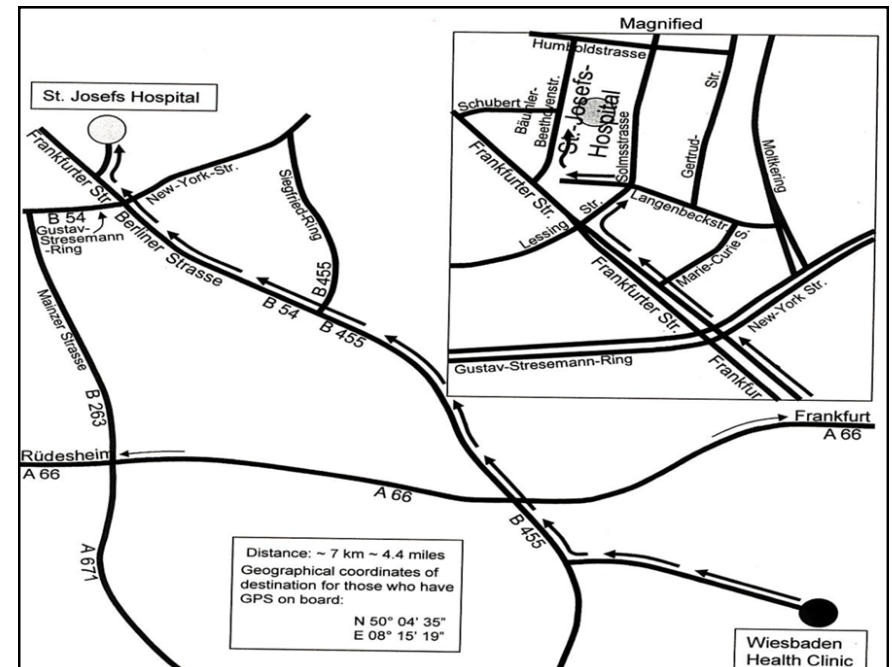 Magnified
Humboldstrasse
St. Josefs Hospital
Schubert
Bäumler-
Beethovenstr.
St.-Josefs-
Hospital
Solmsstrasse
Str.
Gertrud-
Moltkering
Frankfurter Str.
Lessing
Str.
Langenbeckstr.
Marie-Curie S.
Frankfurter Str.
New-York Str.
Gustav-Stresemann-Ring
Frankfur
Frankfurter Str.
New-York-Str.
Siegfried-Ring
B 54
Gustav-
Stresemann
-Ring
Berliner Strasse
B 455
B 54
B 455
Mainzer Strasse
B 263
Frankfurt
A 66
Rüdesheim
A 66
A 66
B 455
A 671
Distance: ~ 7 km ~ 4.4 miles
Geographical coordinates of
destination for those who have
GPS on board:
N 50° 04' 35"
E 08° 15' 19"
Wiesbaden
Health Clinic